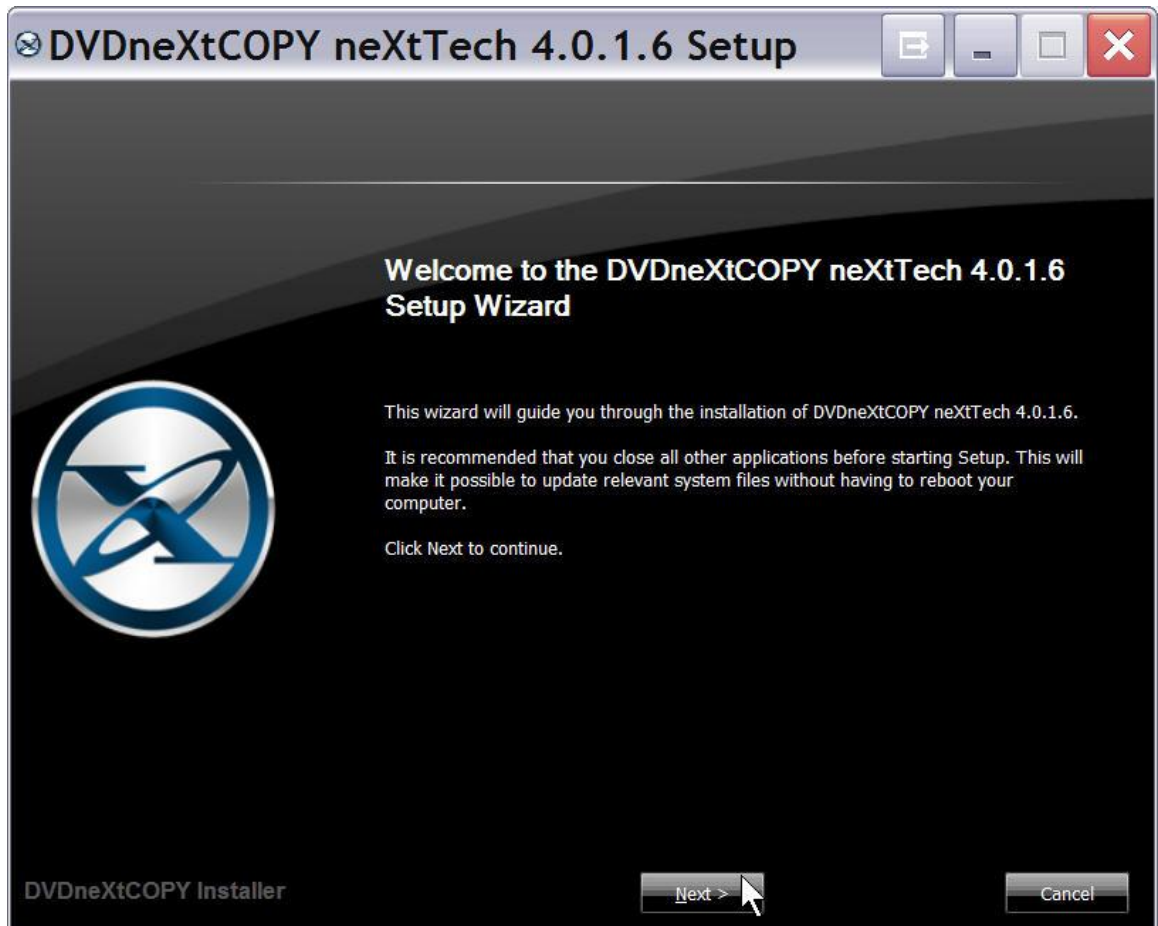 DVDneXtCOPY neXtTech 4.0.1.6 Setup
Welcome to the DVDneXtCOPY neXtTech 4.0.1.6
Setup Wizard
This wizard will guide you through the installation of DVDneXtCOPY neXtTech 4.0.1.6.
It is recommended that you close all other applications before starting Setup. This will
make it possible to update relevant system files without having to reboot your
computer.
Click Next to continue.
DVDneXtCOPY Installer
Next >
Cancel